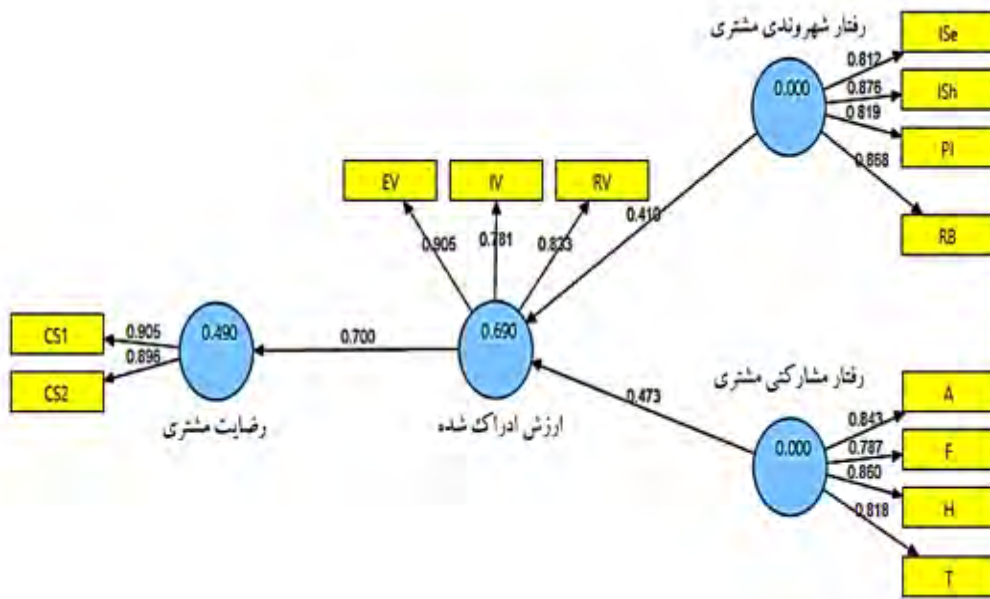 رفتار شهروندی مشتری
ISe
0.812
0.000
0.876
ISh
0.819
PI
0.868
RB
EV
IV
RV
0.905
0.781
0.833
0.410
CS1
0.905
0.490
0.700
0.690
CS2
0.896
رضایت مشتری
ارزش ادراک شده
0.473
رفتار مشارکتی مشتری
A
0.843
0.000
0.787
F
0.860
H
0.818
T